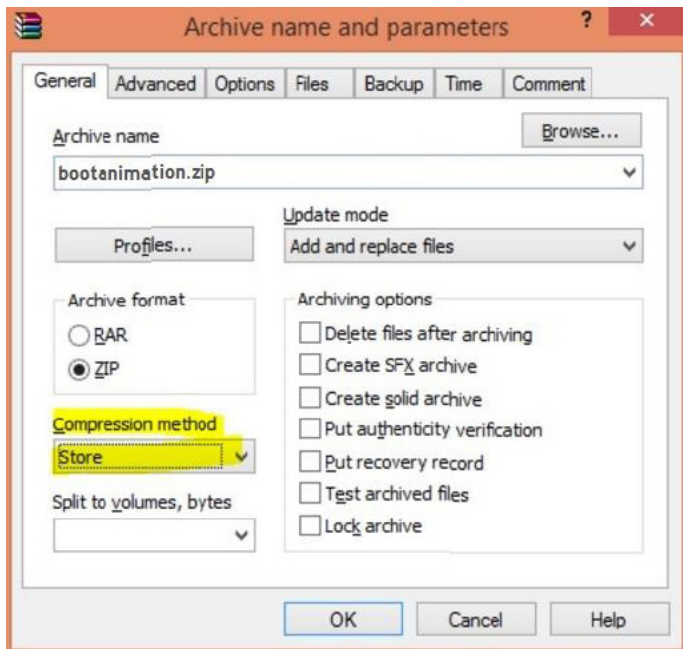 Archive name and parameters ? ×
General Advanced Options Files Backup Time Comment
Archive name
Browse...
bootanimation.zip
Update mode
Profiles...
Add and replace files
Archive format
RAR
ZIP
Archiving options
Delete files after archiving
Create SFX archive
Create solid archive
Put authenticity verification
Put recovery record
Test archived files
Lock archive
Compression method
Store
Split to volumes, bytes
OK Cancel Help